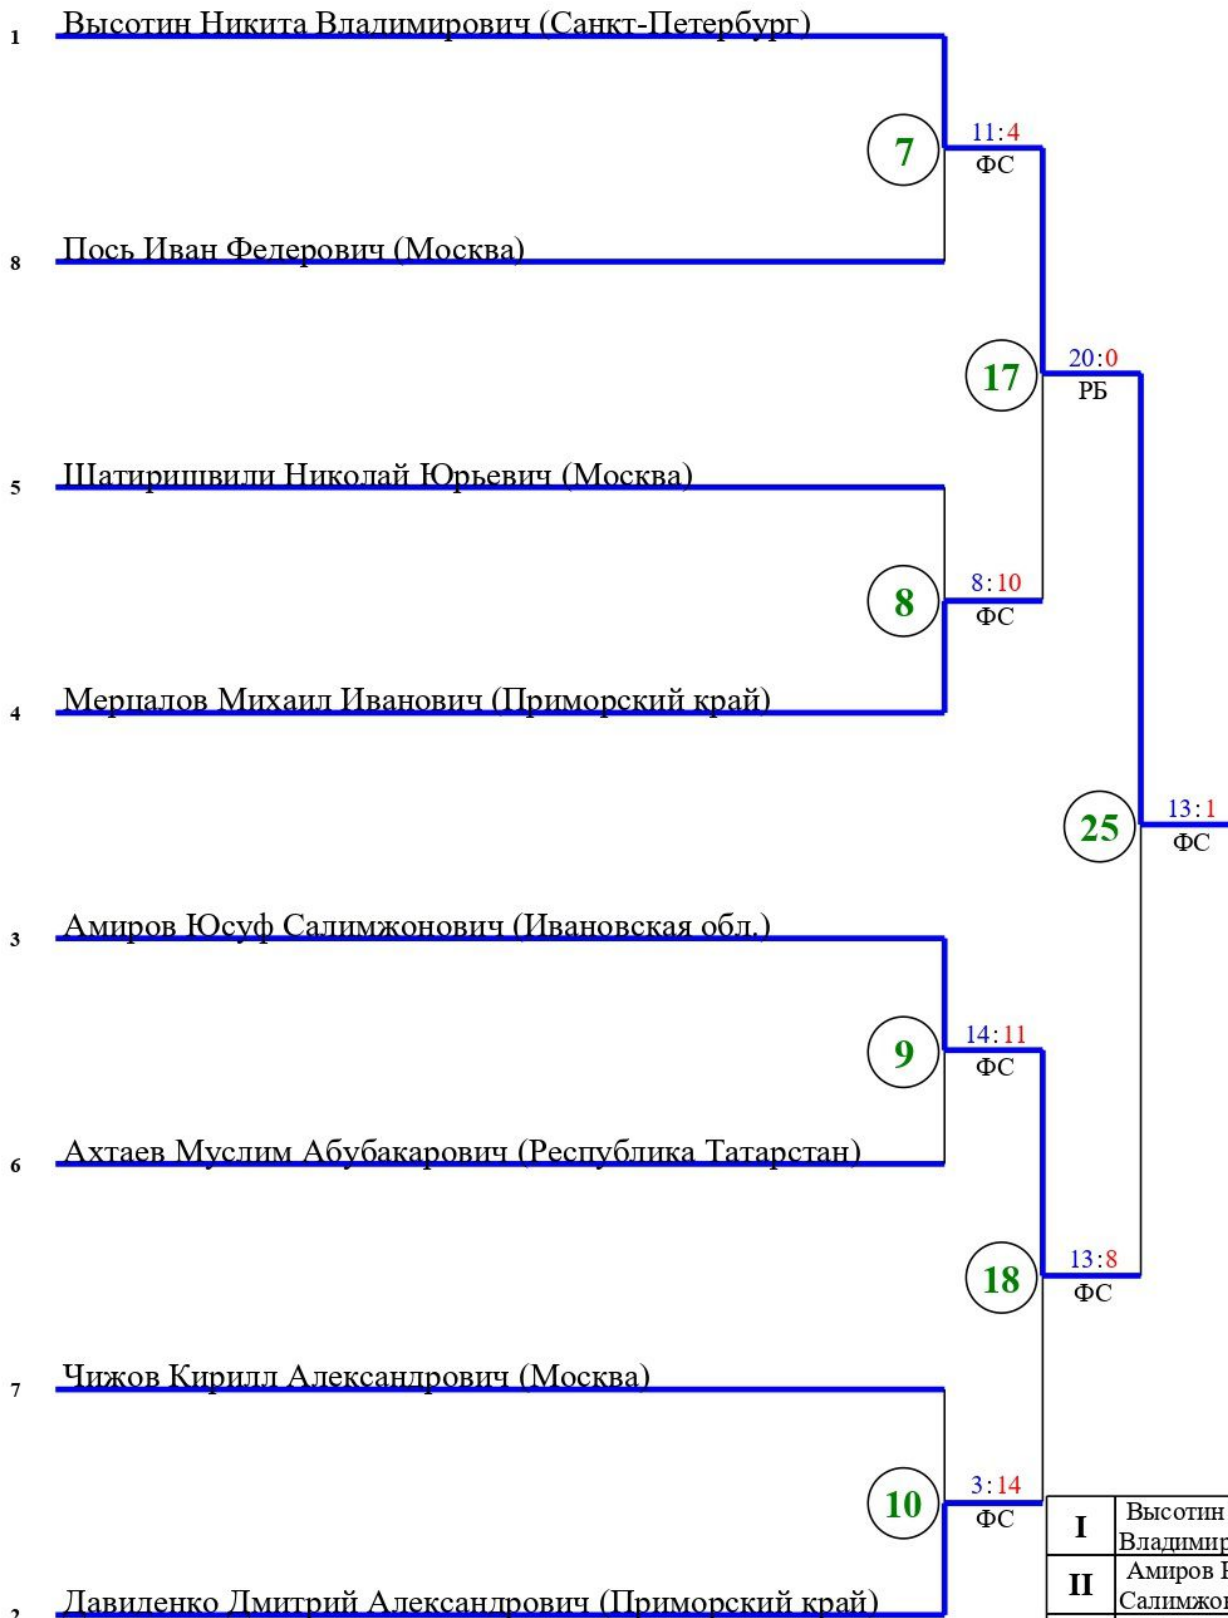 1 Высотин Никита Владимирович (Санкт-Петербург)
7 11:4
ФС
8 Пось Иван Федерович (Москва)
17 20:0
РБ
5 Шатиришвили Николай Юрьевич (Москва)
8 8:10
ФС
4 Мерцалов Михаил Иванович (Приморский край)
25 13:1
ФС
3 Амиров Юсуф Салимжонович (Ивановская обл.)
9 14:11
ФС
6 Ахтаев Муслим Абубакарович (Республика Татарстан)
18 13:8
ФС
7 Чижов Кирилл Александрович (Москва)
10 3:14
ФС
I Высотин
Владимир
II Амиров
Салимжон
2 Давиденко Дмитрий Александрович (Приморский край)